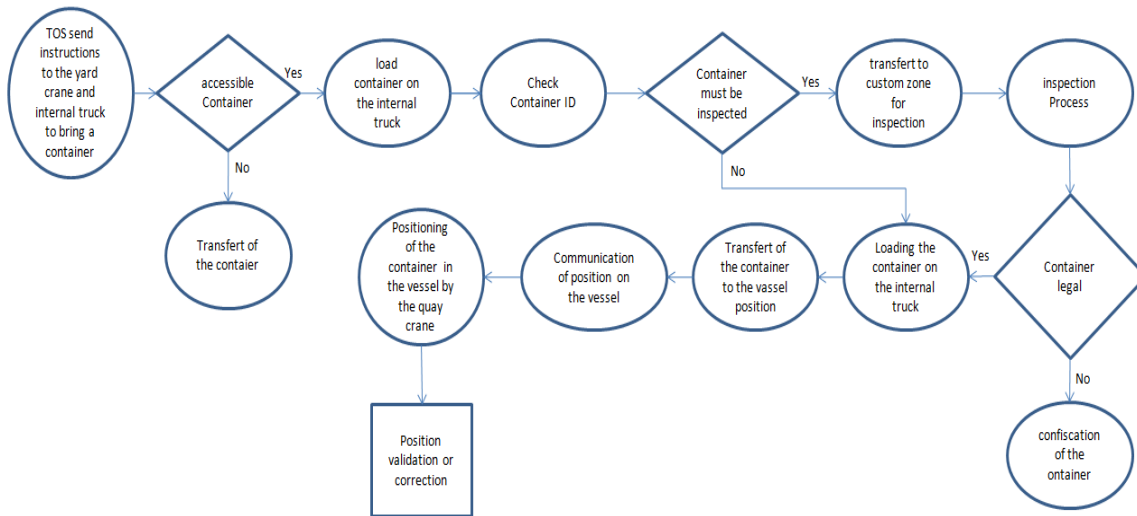 TOS send
instructions
to the yard
crane and
internal truck
to bring a
container
accessible
Container
Yes
load
container on
the internal
truck
Check
Container ID
Container
must be
inspected
Yes
transfert to
custom zone
for
inspection
inspection
Process
No
Transfert of
the contaier
No
Positioning
of the
container in
the vessel by
the quay
crane
Communication
of position on
the vessel
Transfert of
the container
to the vassel
position
Loading the
container on
the internal
truck
Yes
Container
legal
No
Position
validation or
correction
confiscation
of the
ontainer